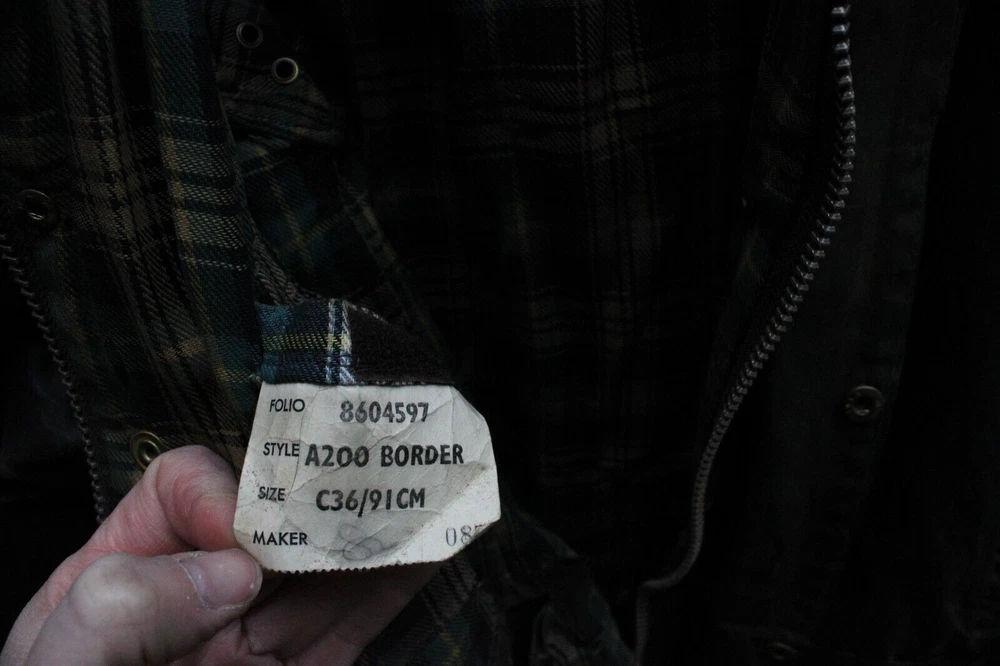 FOLIO 8604597
STYLE A200 BORDER
SIZE C36/91CM
MAKER